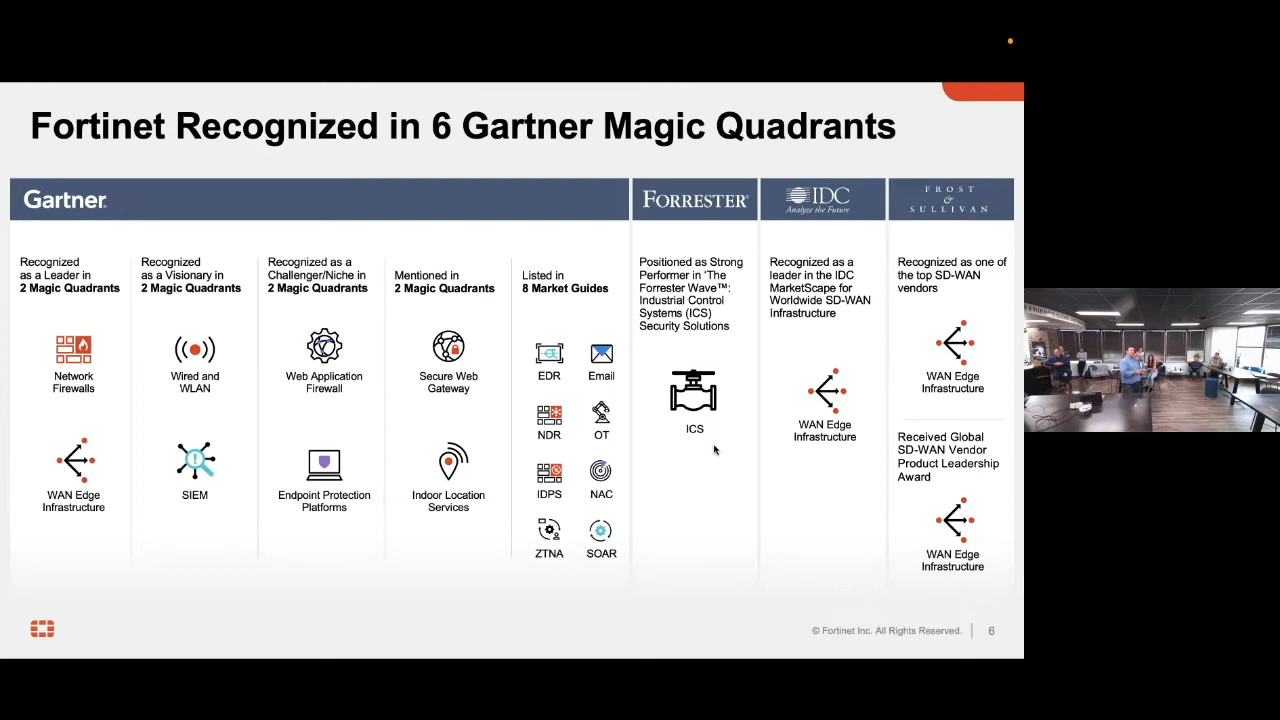 Fortinet Recognized in 6 Gartner Magic Quadrants
Gartner
Recognized
as a Leader in
2 Magic Quadrants
Network
Firewalls
WAN Edge
Infrastructure
Recognized
as a Visionary in
2 Magic Quadrants
Wired and
WLAN
SIEM
Recognized as a
Challenger/Niche in
2 Magic Quadrants
Web Application
Firewall
Endpoint Protection
Platforms
Mentioned in
2 Magic Quadrants
Secure Web
Gateway
Indoor Location
Services
Listed in
8 Market Guides
EDR
Email
NDR
OT
IDPS
NAC
ZTNA
SOAR
FORRESTER®
Positioned as Strong
Performer in ‘The
Forrester Wave™:
Industrial Control
Systems (ICS)
Security Solutions
ICS
IDC
Analyze the Future
Recognized as a
leader in the IDC
MarketScape for
Worldwide SD-WAN
Infrastructure
WAN Edge
Infrastructure
FROST
&
SULLIVAN
Recognized as one of
the top SD-WAN
vendors
WAN Edge
Infrastructure
Received Global
SD-WAN Vendor
Product Leadership
Award
WAN Edge
Infrastructure
© Fortinet Inc. All Rights Reserved.
6